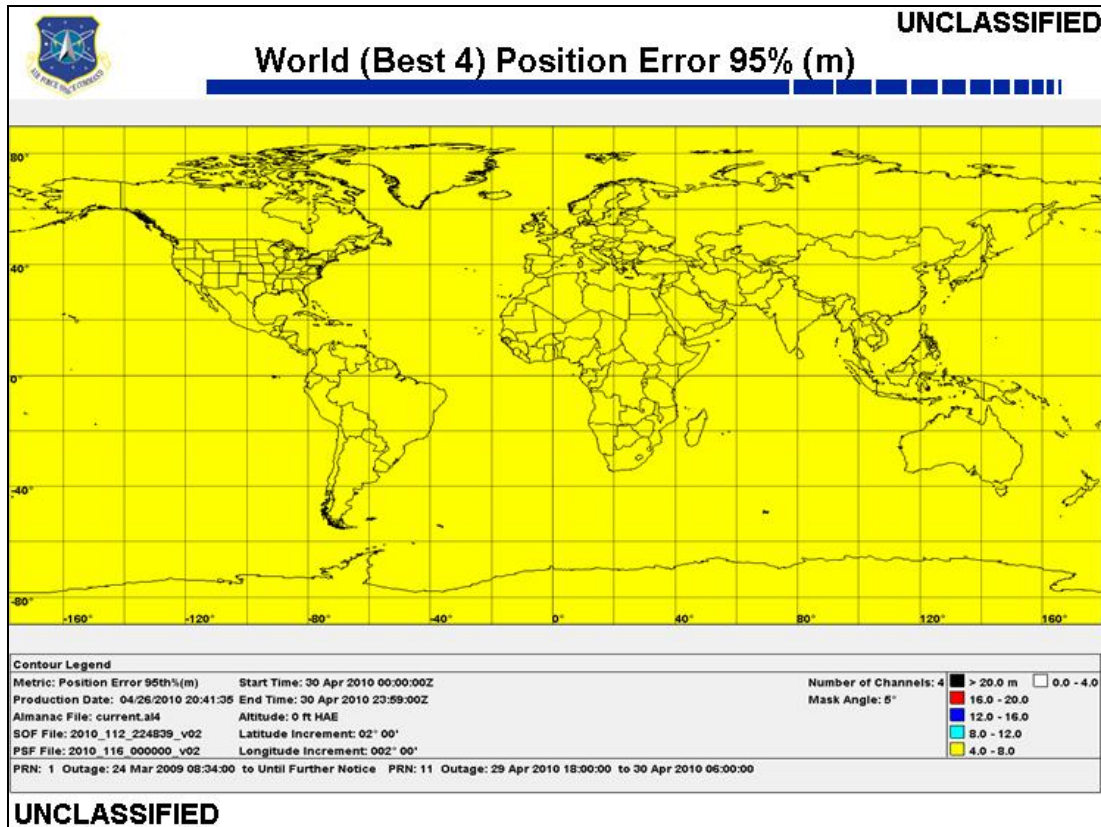 UNCLASSIFIED
AIR FORCE SPACE COMMAND
World (Best 4) Position Error 95% (m)
80°
40°
0°
-40°
-80°
-160° -120° -80° -40° 0° 40° 80° 120° 160°
Contour Legend
Metric: Position Error 95th%(m) Start Time: 30 Apr 2010 00:00:00Z Number of Channels: 4 > 20.0 m 0.0 - 4.0
Production Date: 04/26/2010 20:41:35 End Time: 30 Apr 2010 23:59:00Z Mask Angle: 5° 16.0 - 20.0
Almanac File: current.al4 Altitude: 0 ft HAE 12.0 - 16.0
SOF File: 2010_112_224839_v02 Latitude Increment: 02° 00' 8.0 - 12.0
PSF File: 2010_116_000000_v02 Longitude Increment: 002° 00' 4.0 - 8.0
PRN: 1 Outage: 24 Mar 2009 08:34:00 to Until Further Notice PRN: 11 Outage: 29 Apr 2010 18:00:00 to 30 Apr 2010 06:00:00
UNCLASSIFIED